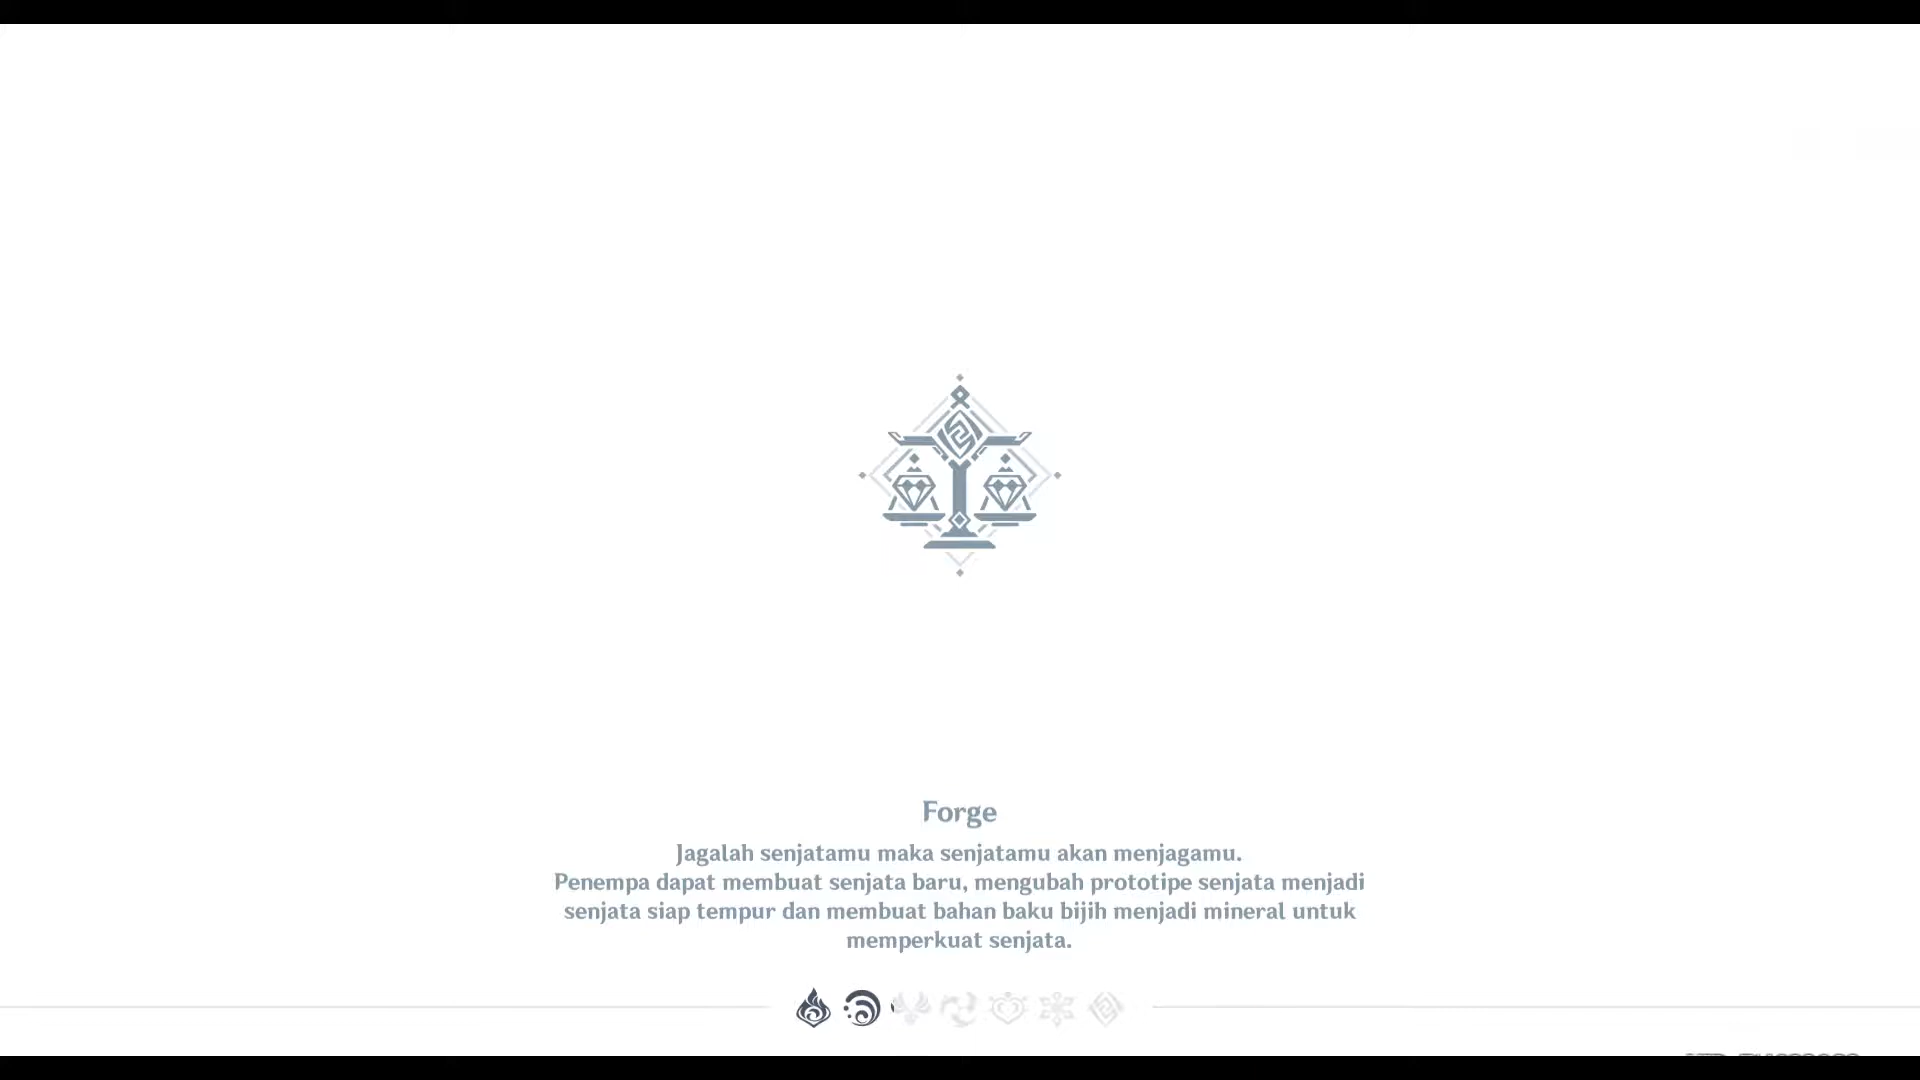 Forge
Jagalah senjatamu maka senjatamu akan menjagamu.
Penempa dapat membuat senjata baru, mengubah prototipe senjata menjadi
senjata siap tempur dan membuat bahan baku bijih menjadi mineral untuk
memperkuat senjata.